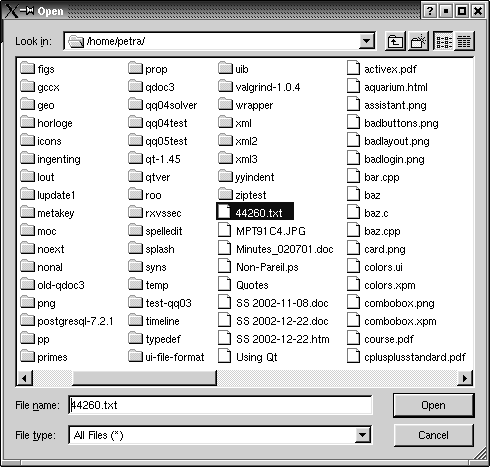 Open
Look in: /home/petra/
figs
gccx
geo
horloge
icons
ingenting
lout
lupdate1
metakey
moc
noext
nonal
old-qdoc3
png
postgresql-7.2.1
pp
primes
prop
qdoc3
qq04solver
qq04test
qq05test
qt-1.45
qtver
roo
rxvssec
spelledit
splash
syns
temp
test-qq03
timeline
typedef
ui-file-format
uib
valgrind-1.0.4
wrapper
xml
xml2
xml3
yyindent
ziptest
44260.txt
MPT91C4.JPG
Minutes_020701.doc
Non-Pareil.ps
Quotes
SS 2002-11-08.doc
SS 2002-12-22.doc
SS 2002-12-22.htm
Using Qt
activex.pdf
aquarium.html
assistant.png
badbuttons.png
badlayout.png
badlogin.png
bar.cpp
baz
baz.c
baz.cpp
card.png
colors.ui
colors.xpm
combobox.png
combobox.xpm
course.pdf
cplusplusstandard.pdf
File name: 44260.txt Open
File type: All Files (*) Cancel